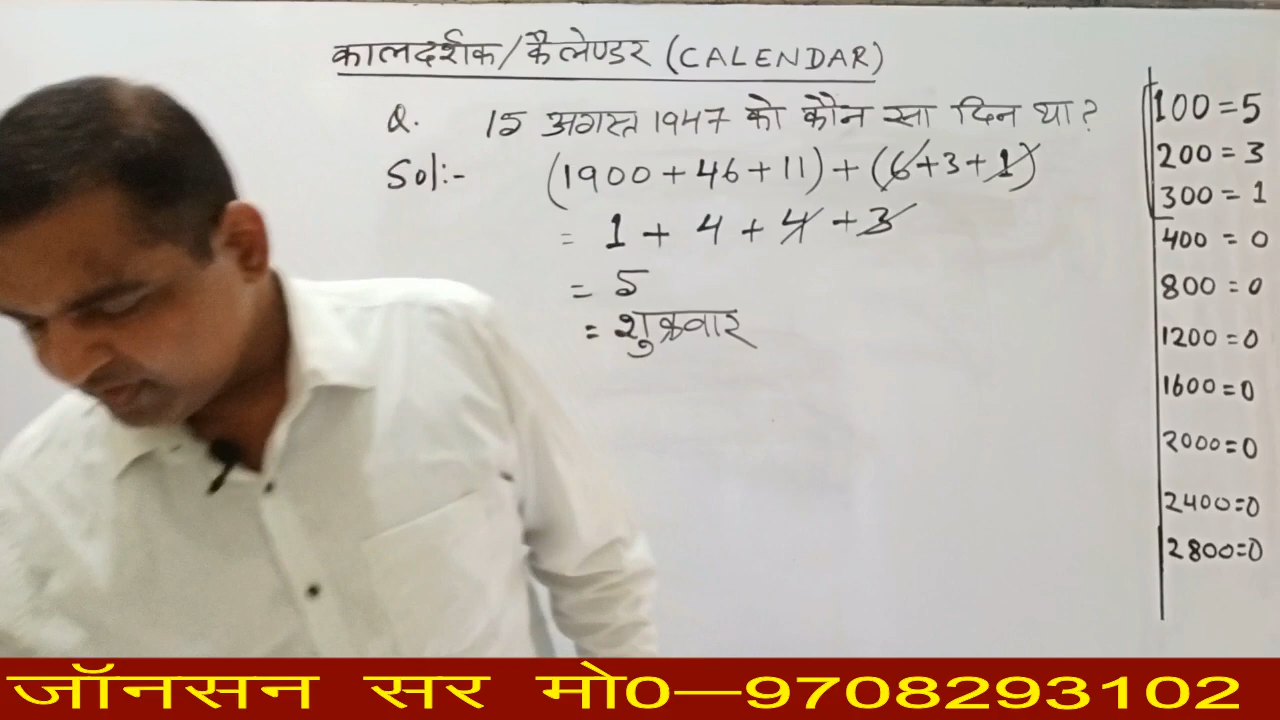 कालदर्शक/कैलेण्डर (CALENDAR)
Q. 15 अगस्त 1947 को कौन सा दिन था?
Sol:- (1900 + 46 + 11) + (6 + 3 + 1)
= 1 + 4 + 4 + 3
= 5
= शुक्रवार
100 = 5
200 = 3
300 = 1
400 = 0
800 = 0
1200 = 0
1600 = 0
2000 = 0
2400 = 0
2800 = 0
जॉनसन सर मो0—9708293102